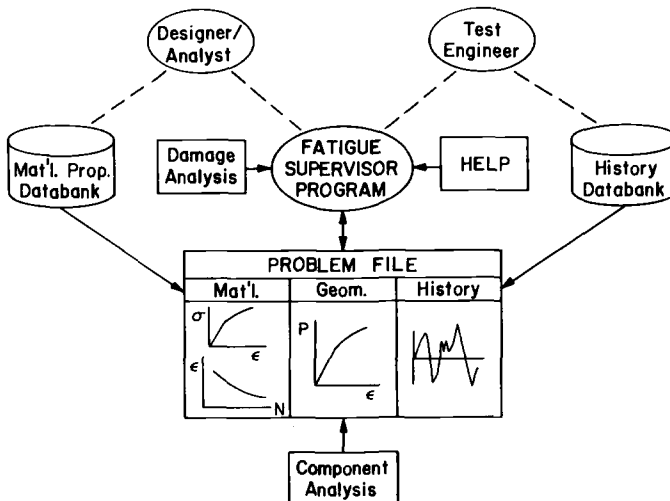 Designer/
Analyst
Test
Engineer
Mat'l. Prop.
Databank
Damage
Analysis
FATIGUE
SUPERVISOR
PROGRAM
HELP
History
Databank
PROBLEM FILE
Mat'l.
Geom.
History
σ
ϵ
ϵ
N
P
ϵ
Component
Analysis